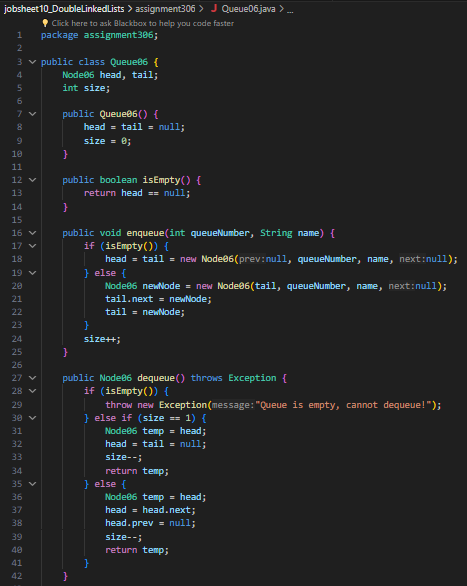 jobsheet10_DoubleLinkedLists > assignment306 > J Queue06.java > ...
Click here to ask Blackbox to help you code faster
1 package assignment306;
2
3 public class Queue06 {
4     Node06 head, tail;
5     int size;
6
7     public Queue06() {
8         head = tail = null;
9         size = 0;
10     }
11
12     public boolean isEmpty() {
13         return head == null;
14     }
15
16     public void enqueue(int queueNumber, String name) {
17         if (isEmpty()) {
18             head = tail = new Node06(prev:null, queueNumber, name, next:null);
19         } else {
20             Node06 newNode = new Node06(tail, queueNumber, name, next:null);
21             tail.next = newNode;
22             tail = newNode;
23         }
24         size++;
25     }
26
27     public Node06 dequeue() throws Exception {
28         if (isEmpty()) {
29             throw new Exception(message:"Queue is empty, cannot dequeue!");
30         } else if (size == 1) {
31             Node06 temp = head;
32             head = tail = null;
33             size--;
34             return temp;
35         } else {
36             Node06 temp = head;
37             head = head.next;
38             head.prev = null;
39             size--;
40             return temp;
41         }
42     }